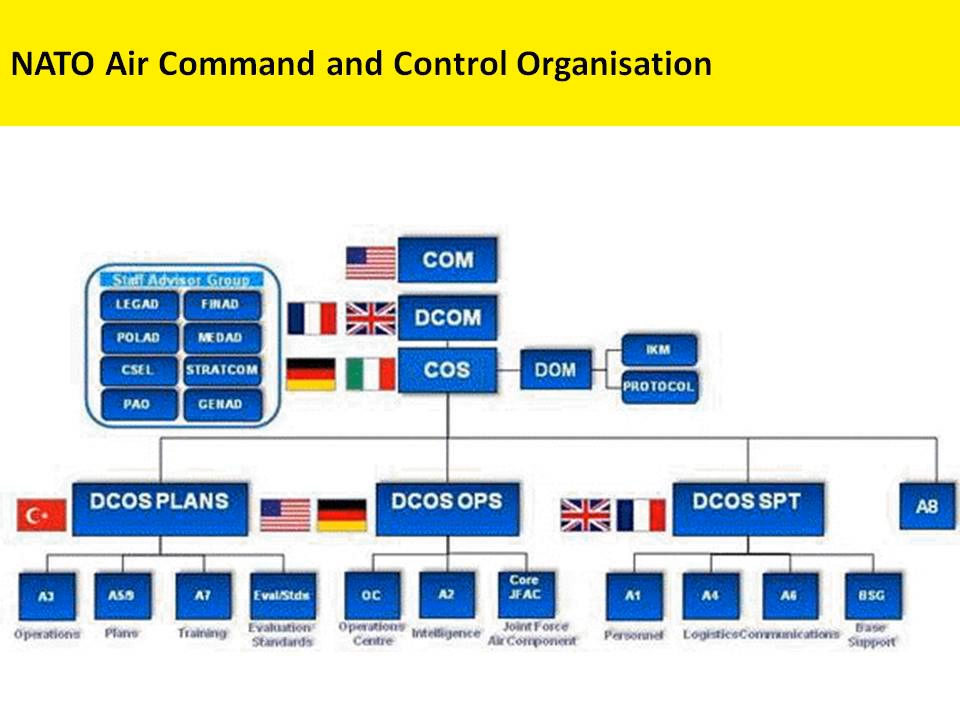 NATO Air Command and Control Organisation
COM
Staff Advisor Group
LEGAD FINAD
POLAD MEDAD
CSEL STRATCOM
PAO GENAD
DCOM
COS
DOM
IKM
PROTOCOL
DCOS PLANS
DCOS OPS
DCOS SPT
A8
A3
Operations
A5/9
Plans
A7
Training
Eval/Stds
Evaluation
Standards
OC
Operations
Centre
A2
Intelligence
Core
JFAC
Joint Force
Air Component
A1
Personnel
A4
Logistics
A6
Communications
BSG
Base
Support